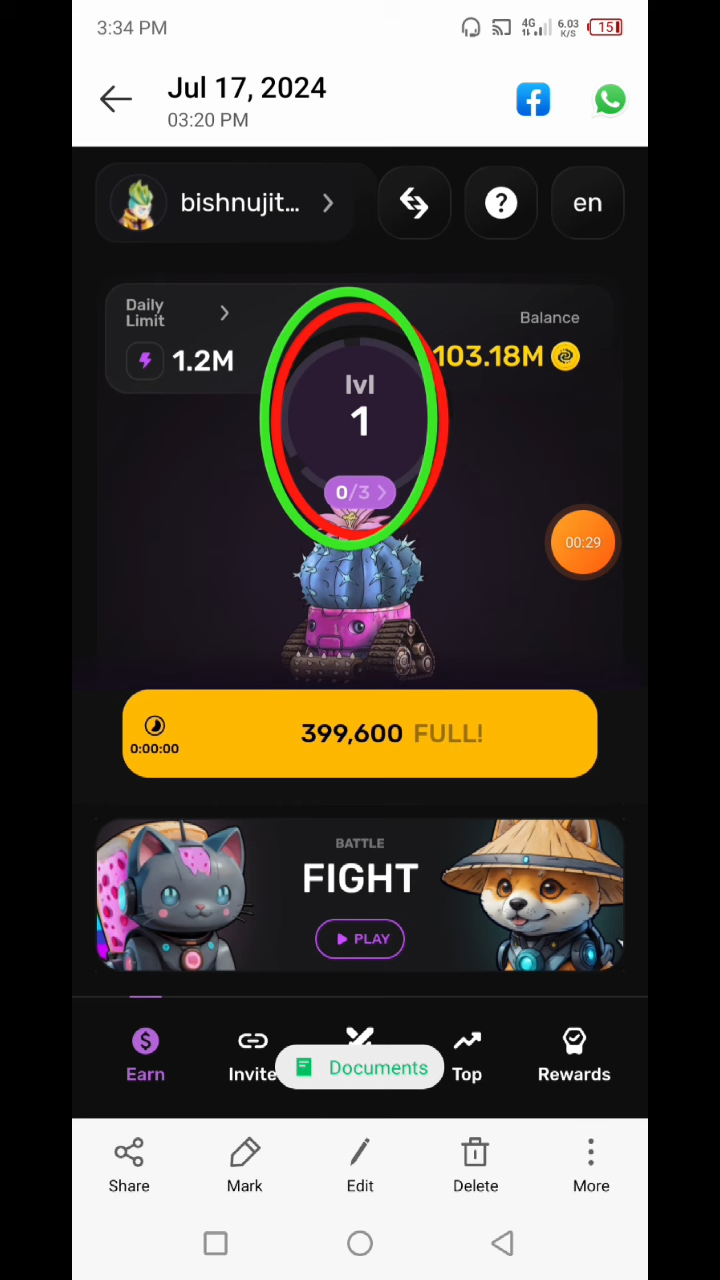 3:34 PM
4G
6.03
K/S
15
Jul 17, 2024
03:20 PM
bishnujit...
?
en
Daily
Limit
1.2M
Balance
103.18M
lvl
1
0/3
00:29
0:00:00
399,600 FULL!
BATTLE
FIGHT
PLAY
Earn
Invite
Documents
Top
Rewards
Share
Mark
Edit
Delete
More